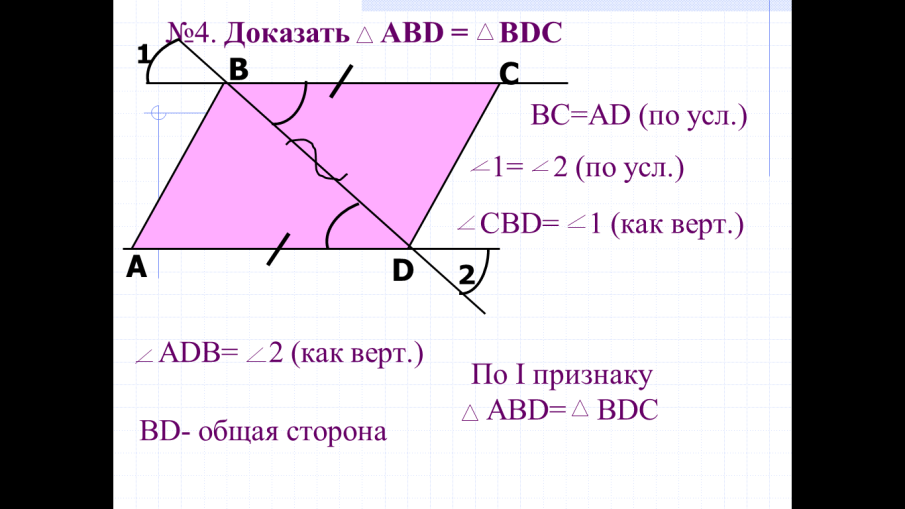 №4. Доказать △ ABD = △ BDC
1
B
C
BC=AD (по усл.)
∠1= ∠2 (по усл.)
∠CBD= ∠1 (как верт.)
A
D
2
∠ADB= ∠2 (как верт.)
По I признаку
△ ABD= △ BDC
BD- общая сторона